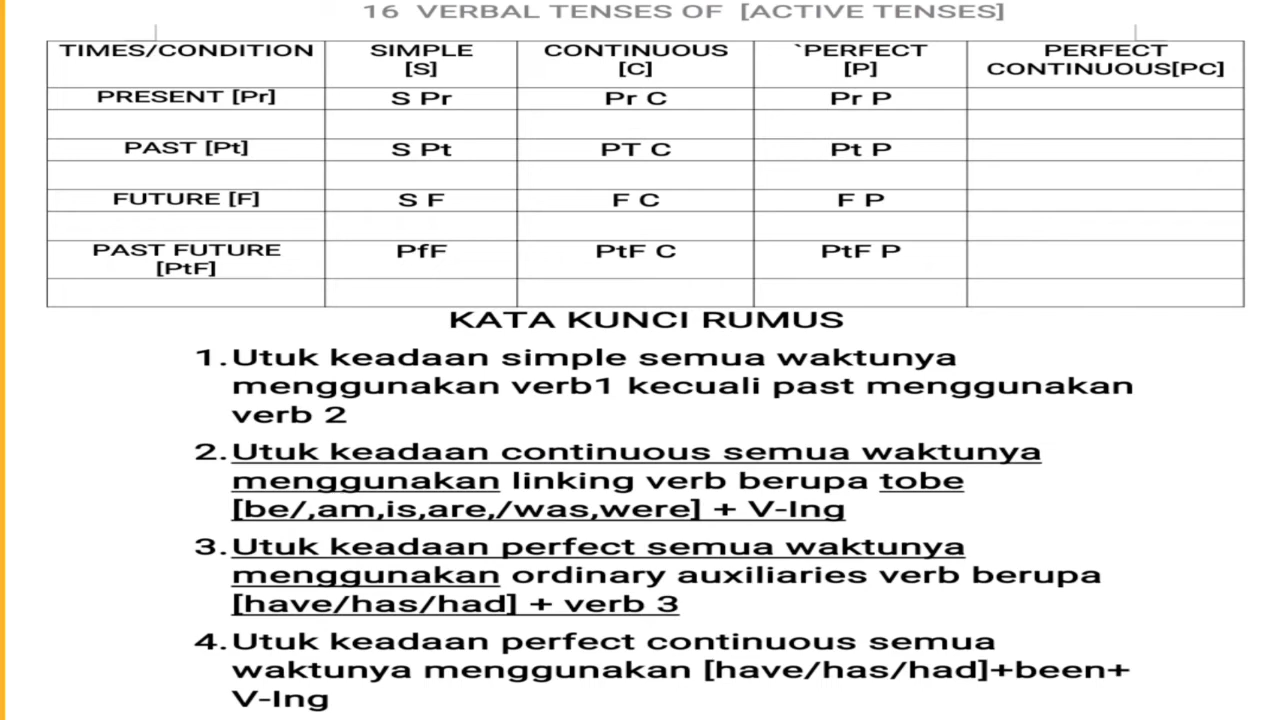 16 VERBAL TENSES OF [ACTIVE TENSES]
TIMES/CONDITION SIMPLE [S] CONTINUOUS [C] `PERFECT [P] PERFECT CONTINUOUS[PC]
PRESENT [Pr] S Pr Pr C Pr P
PAST [Pt] S Pt PT C Pt P
FUTURE [F] S F F C F P
PAST FUTURE [PtF] PfF PtF C PtF P
KATA KUNCI RUMUS
1. Utuk keadaan simple semua waktunya
menggunakan verb1 kecuali past menggunakan
verb 2
2. Utuk keadaan continuous semua waktunya
menggunakan linking verb berupa tobe
[be/,am,is,are,/was,were] + V-Ing
3. Utuk keadaan perfect semua waktunya
menggunakan ordinary auxiliaries verb berupa
[have/has/had] + verb 3
4. Utuk keadaan perfect continuous semua
waktunya menggunakan [have/has/had]+been+
V-Ing